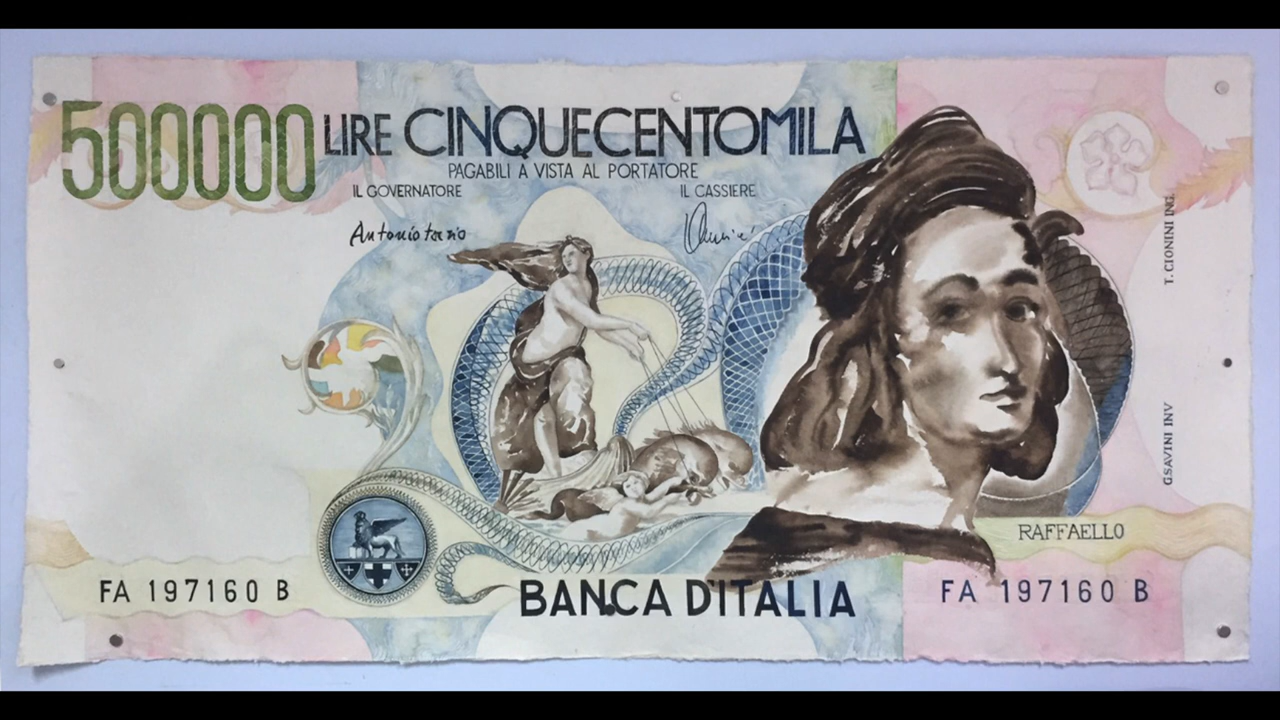 500000 LIRE CINQUECENTOMILA
PAGABILI A VISTA AL PORTATORE
IL GOVERNATORE IL CASSIERE
T. CIONINI ING.
G.SAVINI INV
RAFFAELLO
FA 197160 B BANCA D'ITALIA FA 197160 B